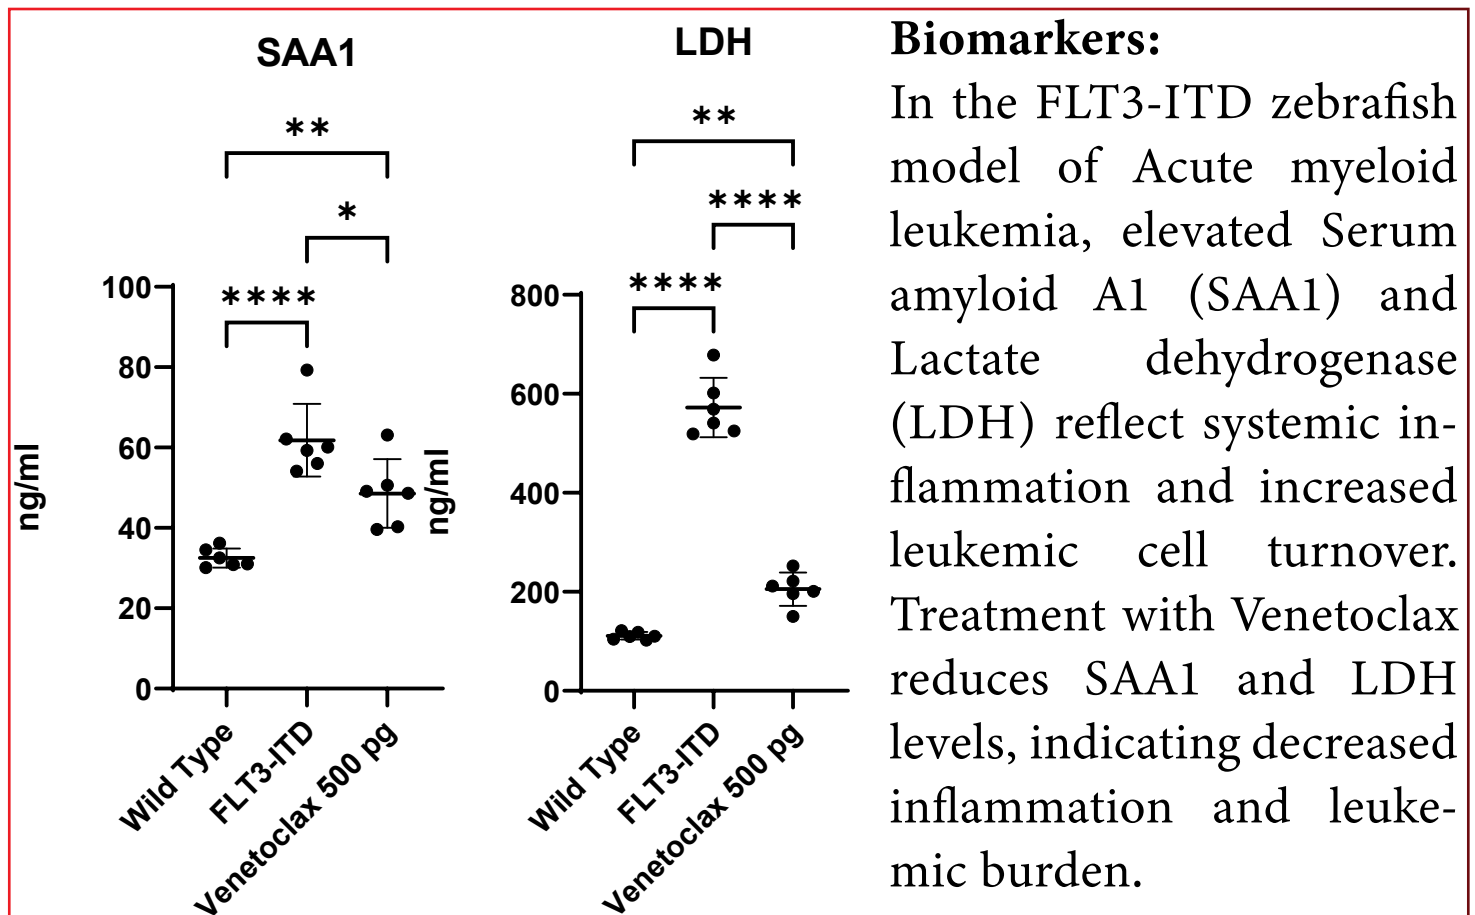 SAA1
**
*
****
100
80
60
40
20
0
ng/ml
Wild Type
FLT3-ITD
Venetoclax 500 pg
LDH
**
****
****
800
600
400
200
0
ng/ml
Wild Type
FLT3-ITD
Venetoclax 500 pg
Biomarkers:
In the FLT3-ITD zebrafish
model of Acute myeloid
leukemia, elevated Serum
amyloid A1 (SAA1) and
Lactate dehydrogenase
(LDH) reflect systemic in-
flammation and increased
leukemic cell turnover.
Treatment with Venetoclax
reduces SAA1 and LDH
levels, indicating decreased
inflammation and leuke-
mic burden.